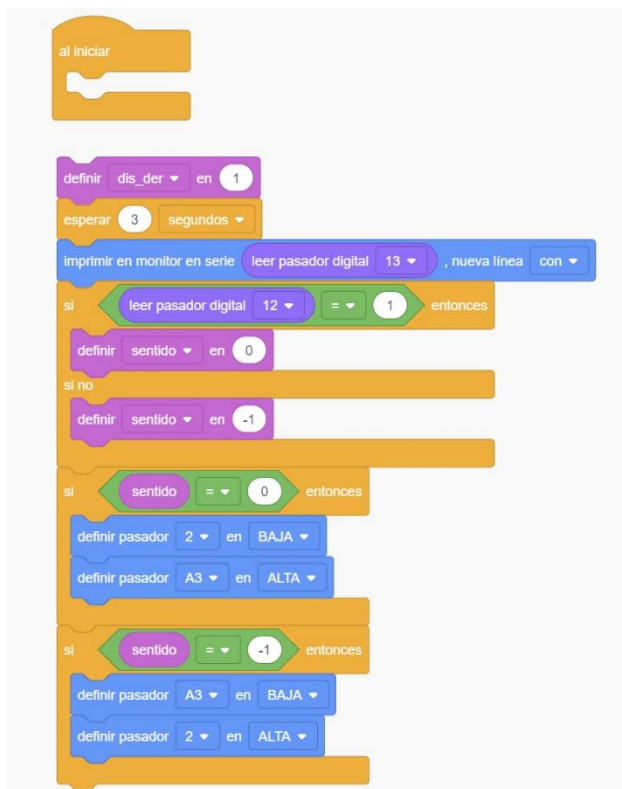 al iniciar
definir dis_der en 1
esperar 3 segundos
imprimir en monitor en serie leer pasador digital 13 , nueva línea con
si leer pasador digital 12 = 1 entonces
definir sentido en 0
si no
definir sentido en -1
si sentido = 0 entonces
definir pasador 2 en BAJA
definir pasador A3 en ALTA
si sentido = -1 entonces
definir pasador A3 en BAJA
definir pasador 2 en ALTA